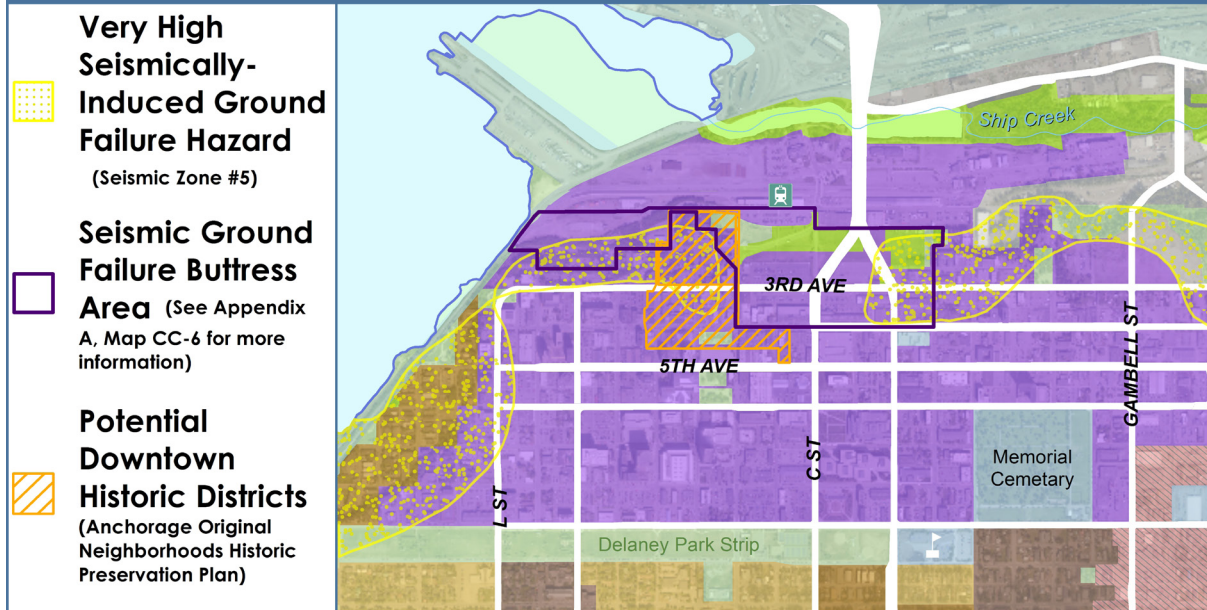 Very High
Seismically-
Induced Ground
Failure Hazard
(Seismic Zone #5)
Seismic Ground
Failure Buttress
Area (See Appendix
A, Map CC-6 for more
information)
Potential
Downtown
Historic Districts
(Anchorage Original
Neighborhoods Historic
Preservation Plan)
Ship Creek
3RD AVE
5TH AVE
GAMBELL ST
C ST
L ST
Memorial
Cemetary
Delaney Park Strip